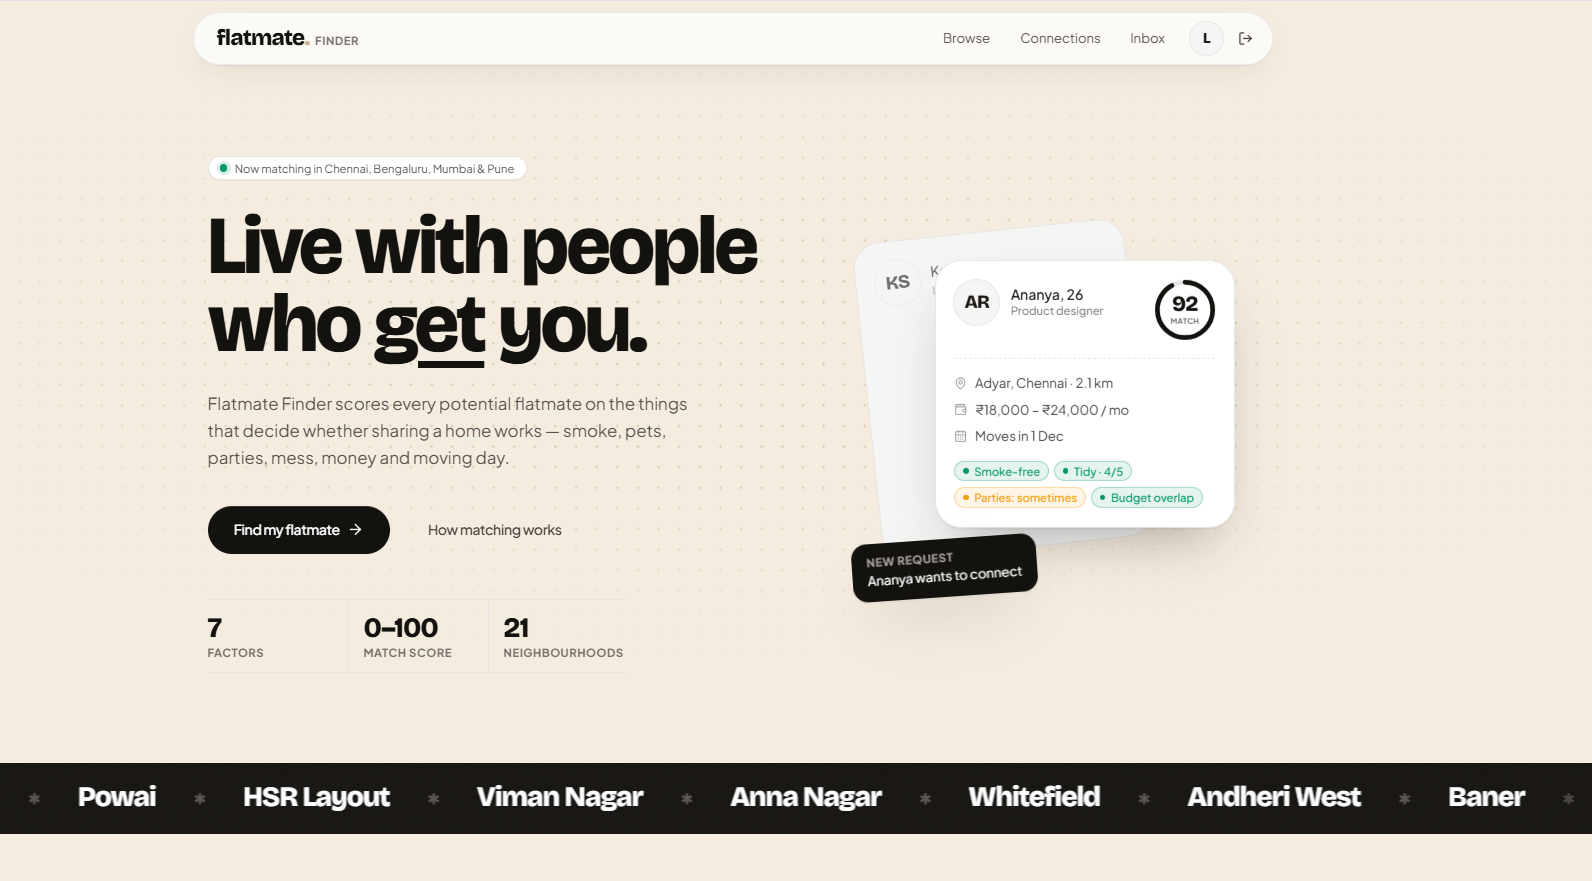 flatmate. FINDER
Browse Connections Inbox L
Now matching in Chennai, Bengaluru, Mumbai & Pune
Live with people
who get you.
Flatmate Finder scores every potential flatmate on the things
that decide whether sharing a home works — smoke, pets,
parties, mess, money and moving day.
Find my flatmate →
How matching works
7
FACTORS
0–100
MATCH SCORE
21
NEIGHBOURHOODS
KS
AR
Ananya, 26
Product designer
92
MATCH
Adyar, Chennai · 2.1 km
₹18,000 – ₹24,000 / mo
Moves in 1 Dec
Smoke-free
Tidy · 4/5
Parties: sometimes
Budget overlap
NEW REQUEST
Ananya wants to connect
* Powai * HSR Layout * Viman Nagar * Anna Nagar * Whitefield * Andheri West * Baner *